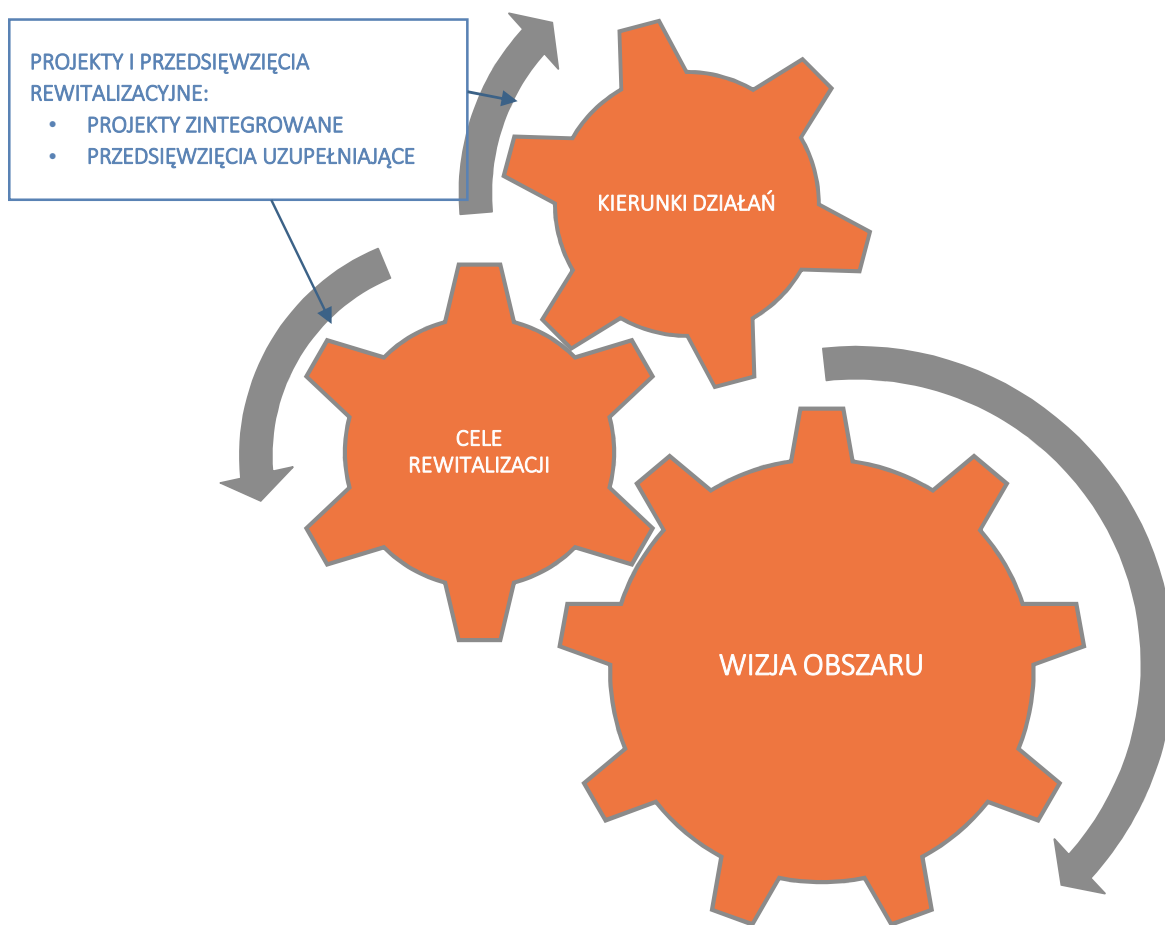 PROJEKTY I PRZEDSIĘWZIĘCIA
REWITALIZACYJNE:
• PROJEKTY ZINTEGROWANE
• PRZEDSIĘWZIĘCIA UZUPEŁNIAJĄCE
KIERUNKI DZIAŁAŃ
CELE
REWITALIZACJI
WIZJA OBSZARU